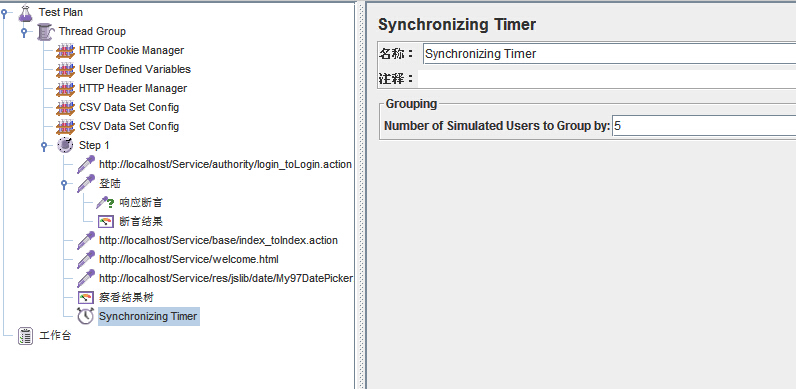 Test Plan
Thread Group
HTTP Cookie Manager
User Defined Variables
HTTP Header Manager
CSV Data Set Config
CSV Data Set Config
Step 1
http://localhost/Service/authority/login_toLogin.action
登陆
响应断言
断言结果
http://localhost/Service/base/index_toIndex.action
http://localhost/Service/welcome.html
http://localhost/Service/res/jslib/date/My97DatePicker
察看结果树
Synchronizing Timer
工作台
Synchronizing Timer
名称： Synchronizing Timer
注释：
Grouping
Number of Simulated Users to Group by: 5